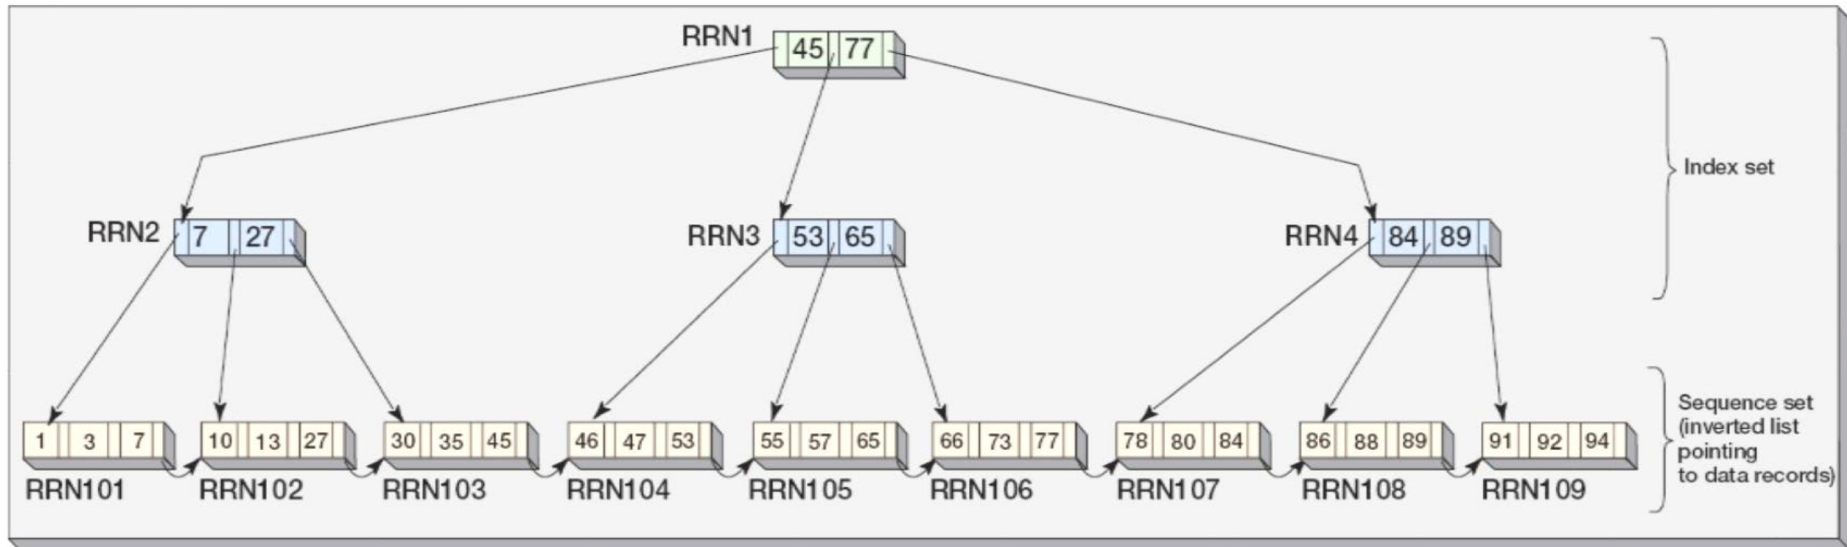 RRN1
45 77
Index set
RRN2
7 27
RRN3
53 65
RRN4
84 89
1 3 7
10 13 27
30 35 45
46 47 53
55 57 65
66 73 77
78 80 84
86 88 89
91 92 94
Sequence set
(inverted list
pointing
to data records)
RRN101
RRN102
RRN103
RRN104
RRN105
RRN106
RRN107
RRN108
RRN109